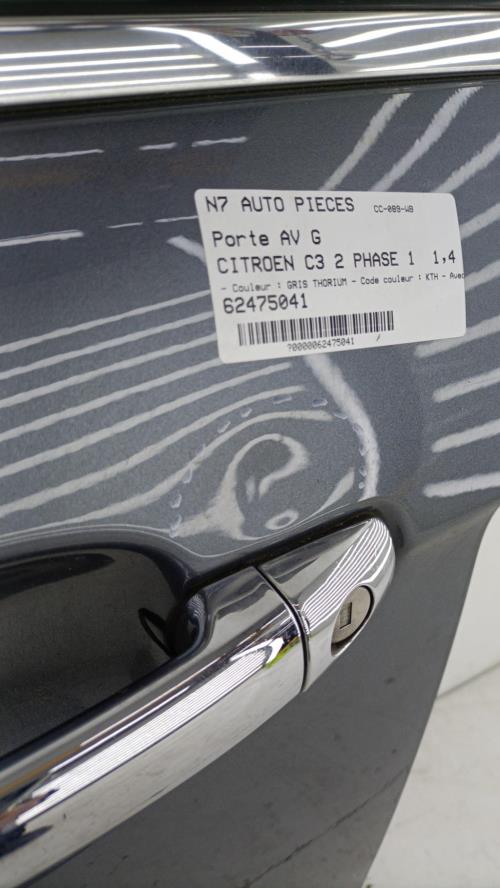 N7 AUTO PIECES CC-089-WB
Porte AV G
CITROEN C3 2 PHASE 1 1,4
- Couleur : GRIS THORIUM - Code couleur : KTH - Avec
62475041
70000062475041 /